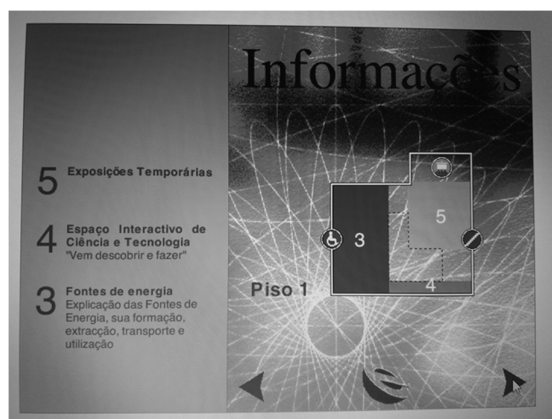 Informações
5 Exposições Temporárias
4 Espaço Interactivo de
Ciência e Tecnologia
"Vem descobrir e fazer"
3 Fontes de energia
Explicação das Fontes de
Energia, sua formação,
extracção, transporte e
utilização
Piso 1
3
5
4